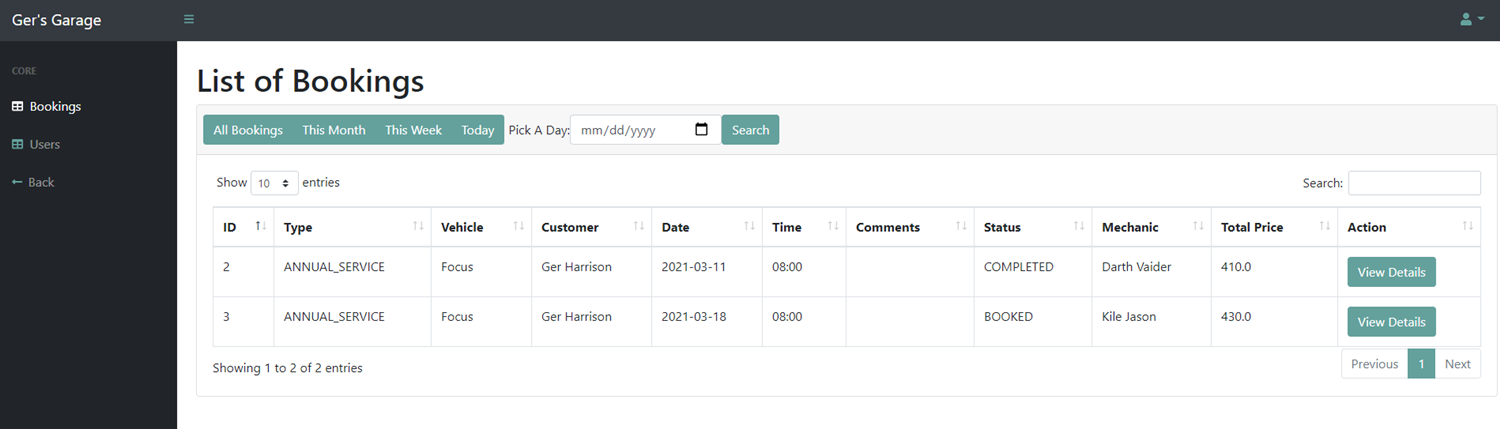 Ger's Garage
CORE
Bookings
Users
Back
List of Bookings
All Bookings This Month This Week Today Pick A Day: mm/dd/yyyy Search
Show 10 entries Search:
ID Type Vehicle Customer Date Time Comments Status Mechanic Total Price Action
2 ANNUAL_SERVICE Focus Ger Harrison 2021-03-11 08:00 COMPLETED Darth Vaider 410.0 View Details
3 ANNUAL_SERVICE Focus Ger Harrison 2021-03-18 08:00 BOOKED Kile Jason 430.0 View Details
Showing 1 to 2 of 2 entries Previous 1 Next